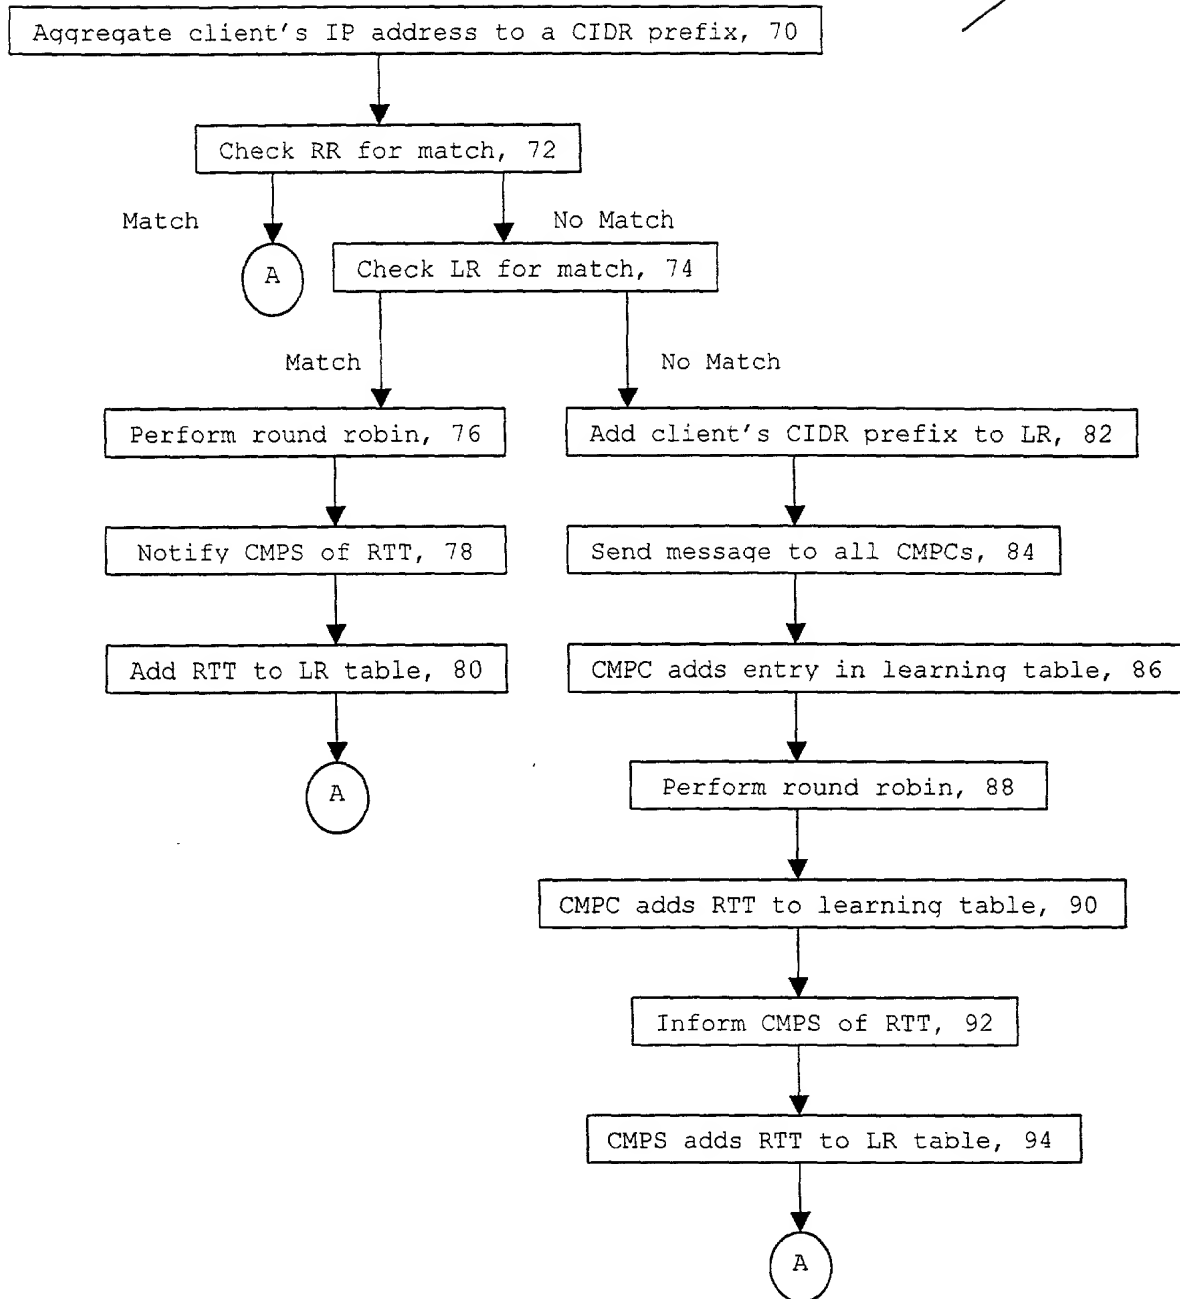 Aggregate client's IP address to a CIDR prefix, 70
Check RR for match, 72
Match
No Match
A
Check LR for match, 74
Match
No Match
Perform round robin, 76
Add client's CIDR prefix to LR, 82
Notify CMPS of RTT, 78
Send message to all CMPCs, 84
Add RTT to LR table, 80
CMPC adds entry in learning table, 86
A
Perform round robin, 88
CMPC adds RTT to learning table, 90
Inform CMPS of RTT, 92
CMPS adds RTT to LR table, 94
A